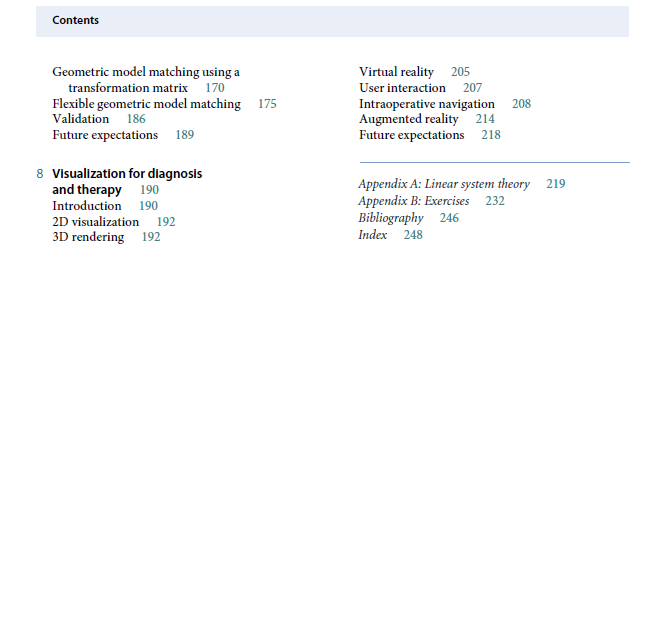 Contents
Geometric model matching using a
transformation matrix 170
Flexible geometric model matching 175
Validation 186
Future expectations 189
8 Visualization for diagnosis
and therapy 190
Introduction 190
2D visualization 192
3D rendering 192
Virtual reality 205
User interaction 207
Intraoperative navigation 208
Augmented reality 214
Future expectations 218
Appendix A: Linear system theory 219
Appendix B: Exercises 232
Bibliography 246
Index 248